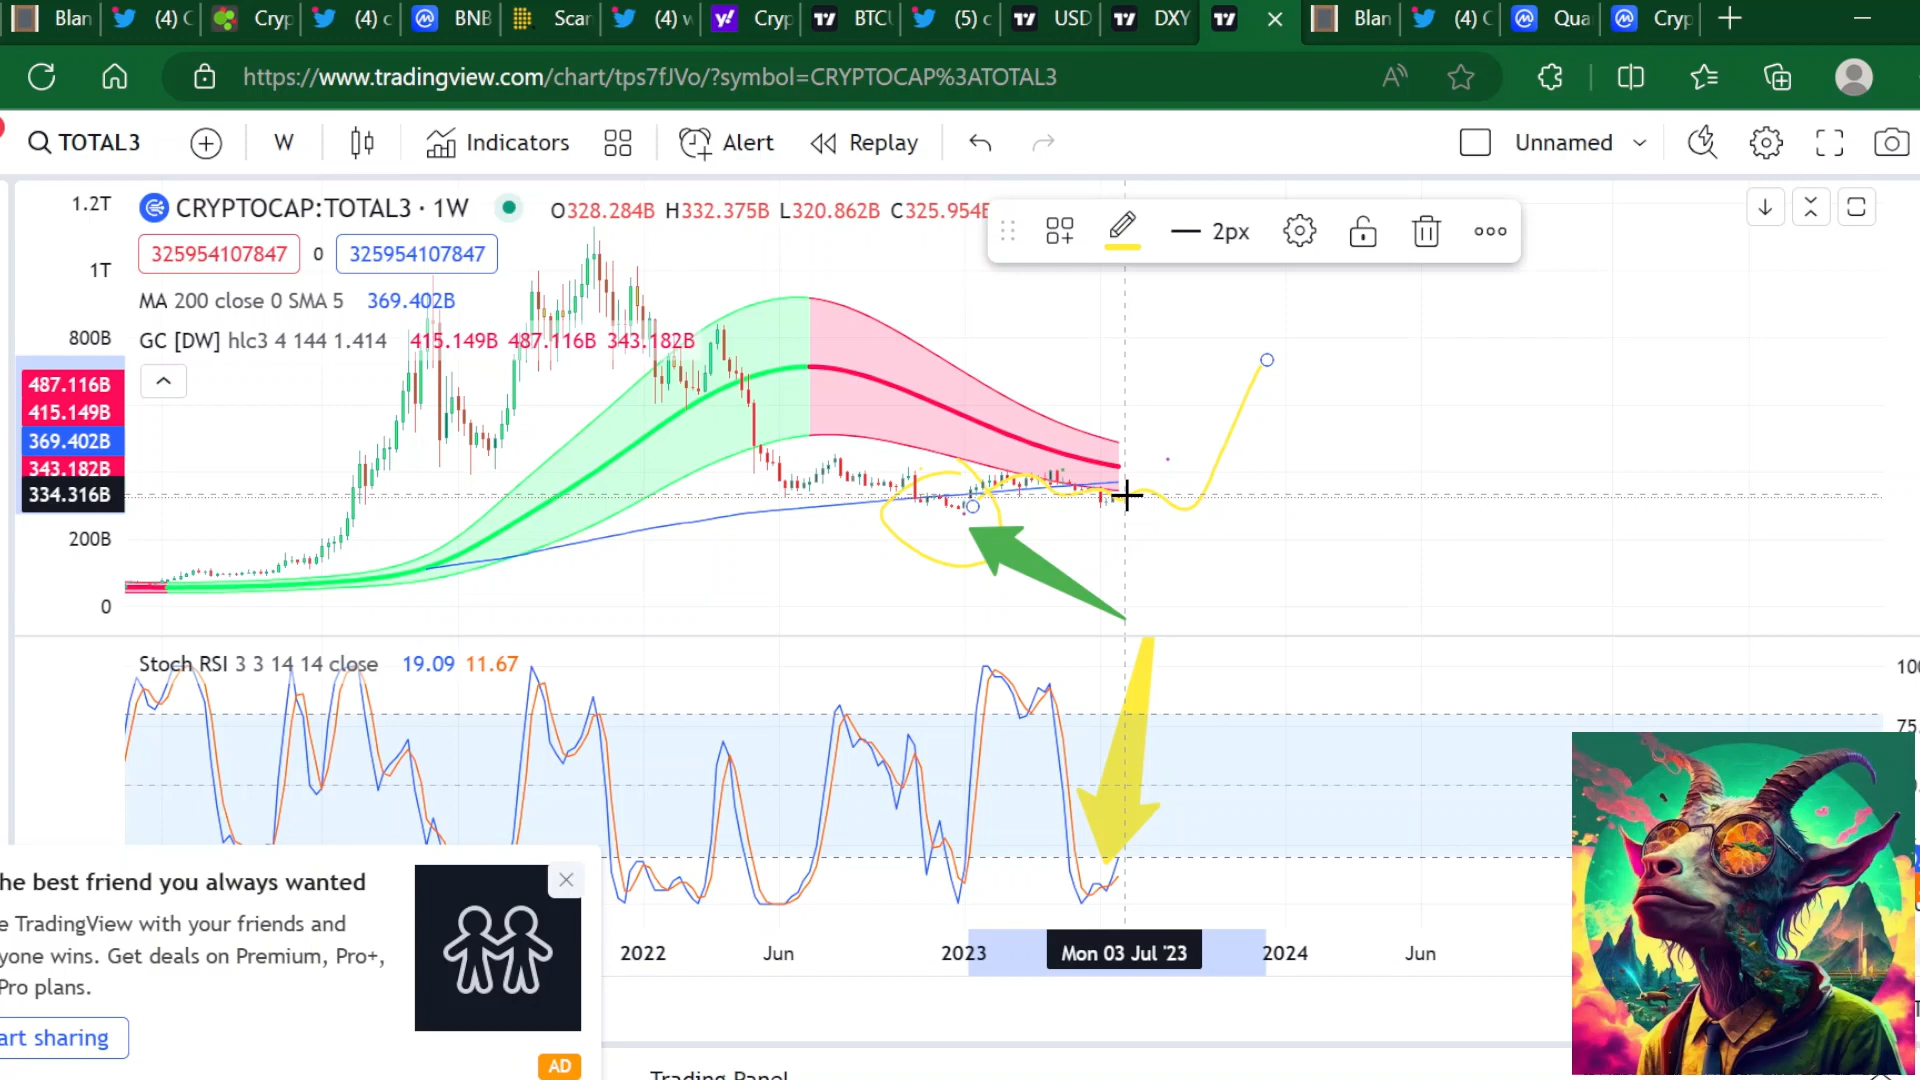 Blan (4) C Cryp (4) c BNB Scar (4) v Cryp BTCU (5) c USD DXY Blan (4) C Qua Cryp
https://www.tradingview.com/chart/tps7fJVo/?symbol=CRYPTOCAP%3ATOTAL3
TOTAL3 W Indicators Alert Replay Unnamed
1.2T CRYPTOCAP:TOTAL3 · 1W O328.284B H332.375B L320.862B C325.954B
2px
325954107847 0 325954107847
1T
MA 200 close 0 SMA 5 369.402B
800B GC [DW] hlc3 4 144 1.414 415.149B 487.116B 343.182B
487.116B
415.149B
369.402B
343.182B
334.316B
200B
0
Stoch RSI 3 3 14 14 close 19.09 11.67
100
75
2022 Jun 2023 Mon 03 Jul '23 2024 Jun
he best friend you always wanted
e TradingView with your friends and
yone wins. Get deals on Premium, Pro+,
Pro plans.
art sharing
AD
Trading Panel